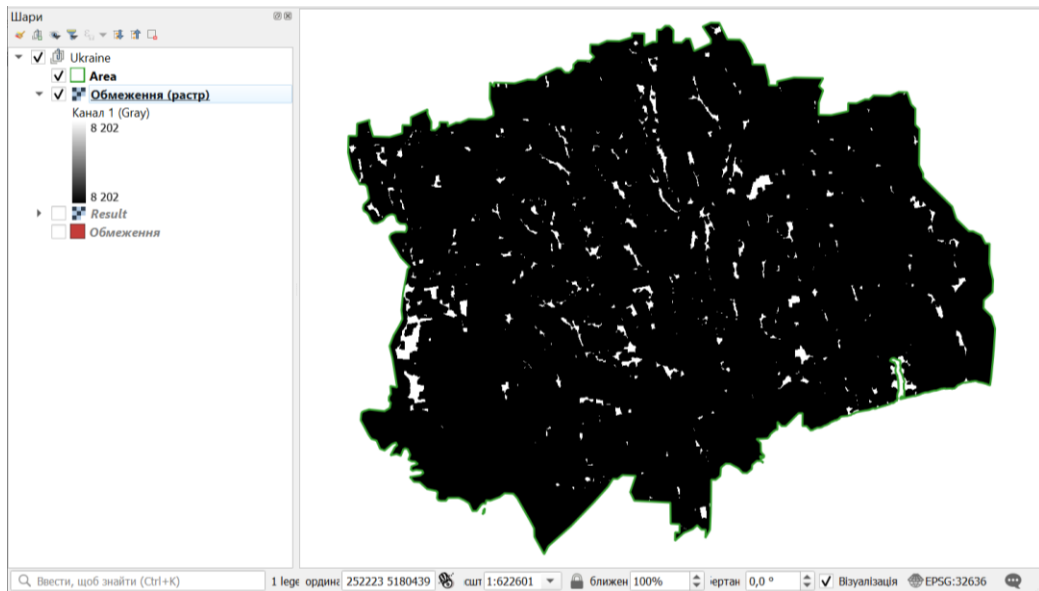 Шари
Ukraine
Area
Обмеження (растр)
Канал 1 (Gray)
8 202
8 202
Result
Обмеження
Ввести, щоб знайти (Ctrl+K) 1 lege ордина 252223 5180439 сшт 1:622601 ближен 100% ертан 0,0 ° Візуалізація EPSG:32636